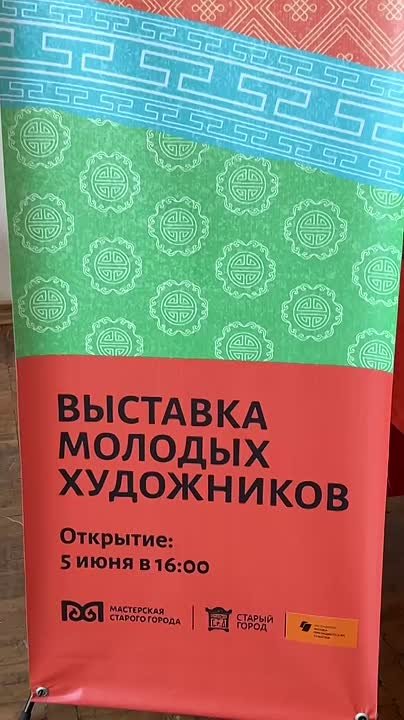 ВЫСТАВКА
МОЛОДЫХ
ХУДОЖНИКОВ
Открытие:
5 июня в 16:00
МАСТЕРСКАЯ
СТАРОГО ГОРОДА
СТАРЫЙ
ГОРОД